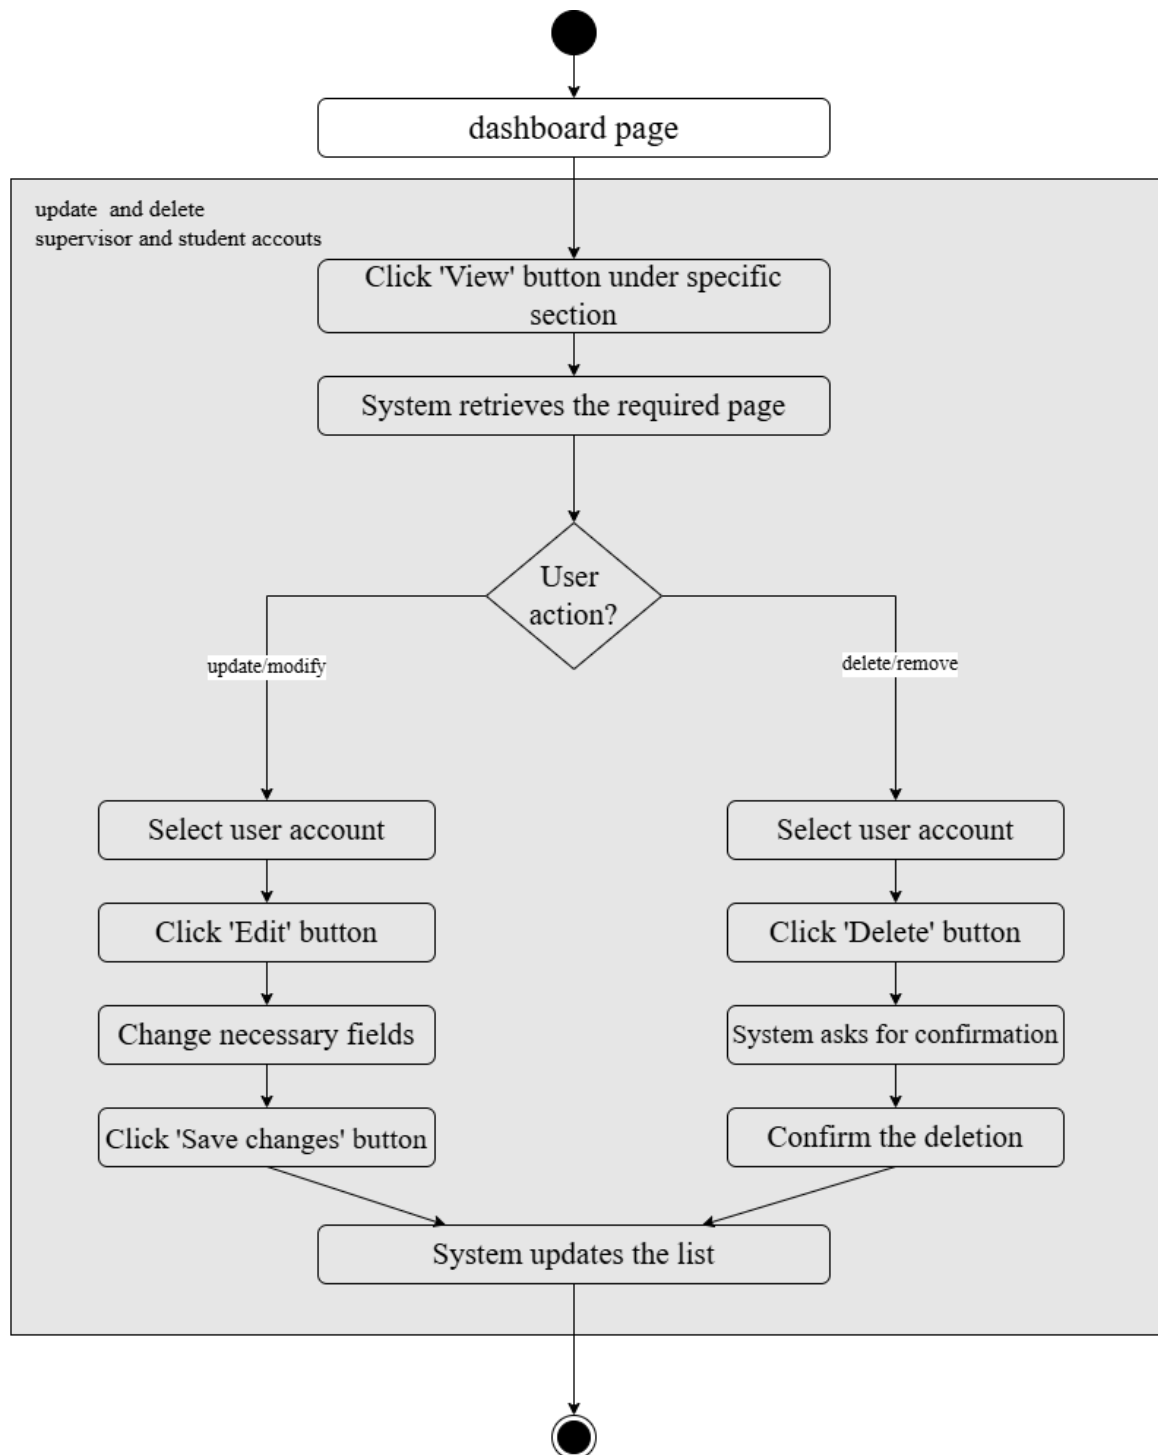 dashboard page
update and delete
supervisor and student accouts
Click 'View' button under specific
section
System retrieves the required page
User
action?
update/modify
delete/remove
Select user account
Select user account
Click 'Edit' button
Click 'Delete' button
Change necessary fields
System asks for confirmation
Click 'Save changes' button
Confirm the deletion
System updates the list